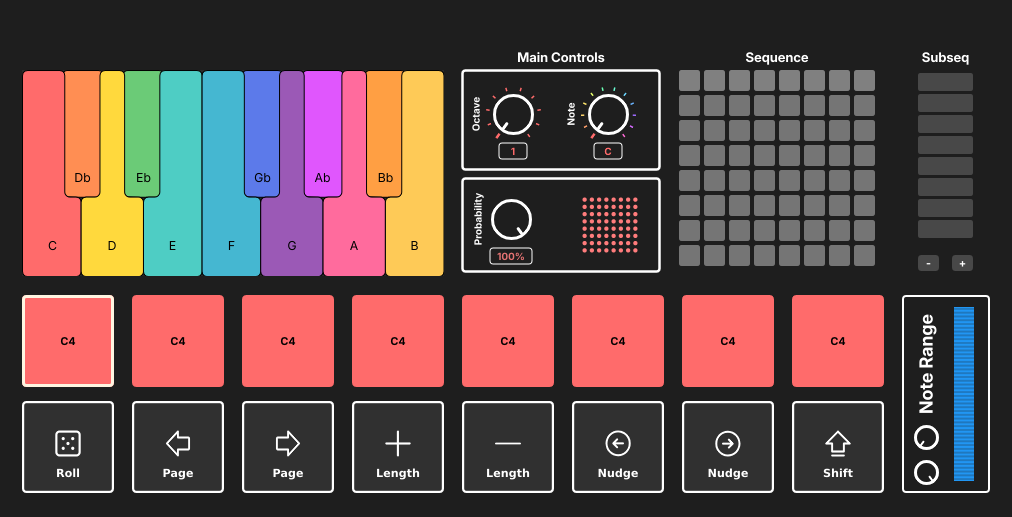 Main Controls
Sequence
Subseq
Db
Eb
Gb
Ab
Bb
C
D
E
F
G
A
B
Octave
1
Note
C
Probability
100%
-
+
C4
C4
C4
C4
C4
C4
C4
C4
Note Range
Roll
Page
Page
Length
Length
Nudge
Nudge
Shift